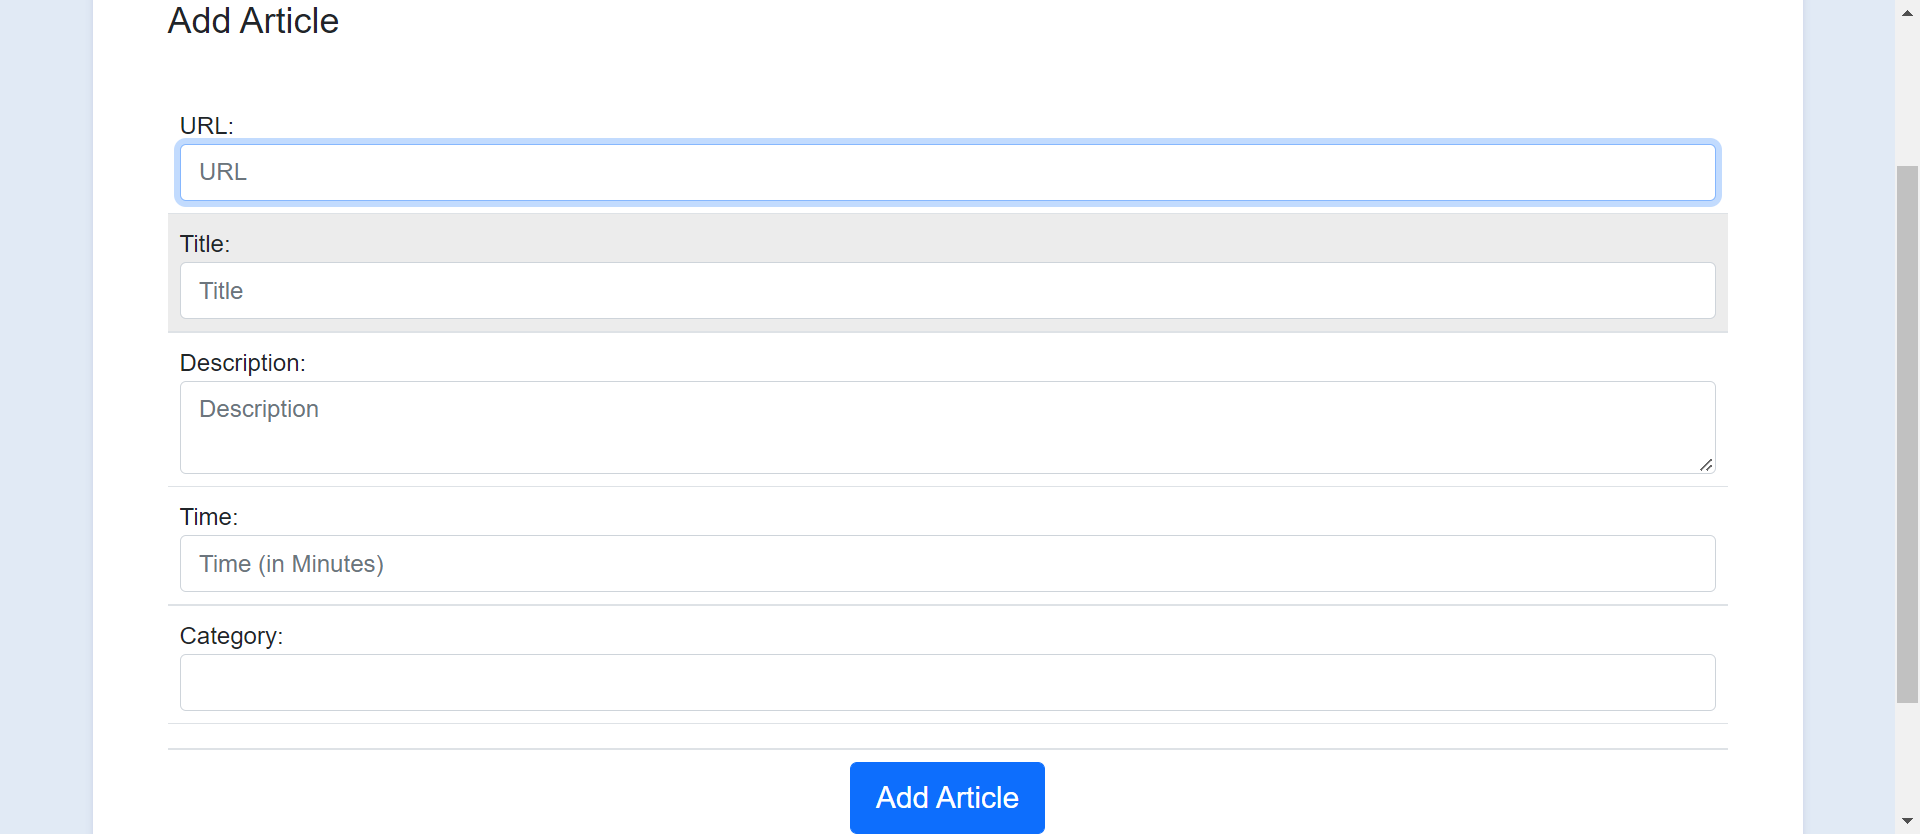 Add Article
URL:
URL
Title:
Title
Description:
Description
Time:
Time (in Minutes)
Category:
Add Article